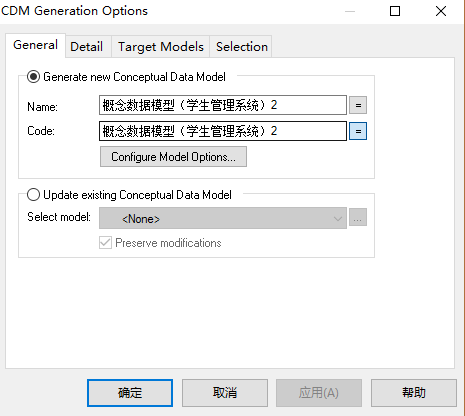 CDM Generation Options
General Detail Target Models Selection
Generate new Conceptual Data Model
Name: 概念数据模型（学生管理系统）2 =
Code: 概念数据模型（学生管理系统）2 =
Configure Model Options...
Update existing Conceptual Data Model
Select model: <None> ...
Preserve modifications
确定 取消 应用(A) 帮助